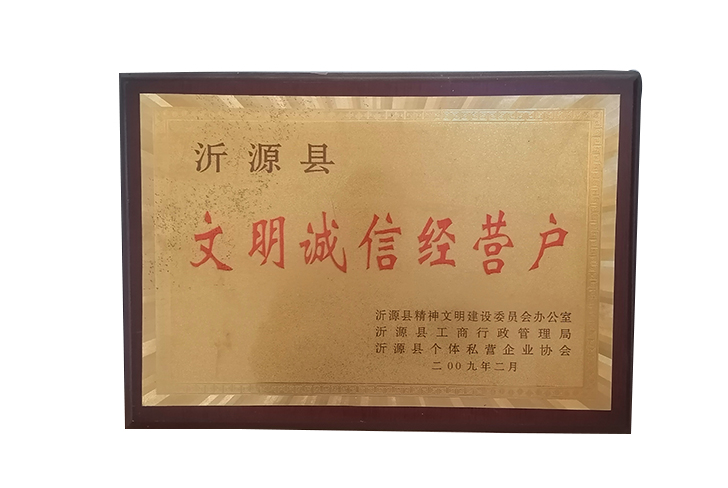 沂源县
文明诚信经营户
沂源县精神文明建设委员会办公室
沂源县工商行政管理局
沂源县个体私营企业协会
二00九年二月